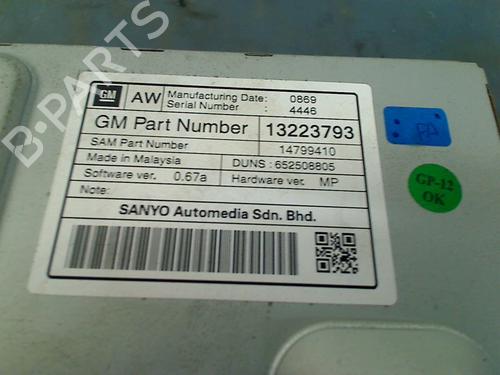 GM AW Manufacturing Date: 0869
Serial Number 4446
GM Part Number 13223793
SAM Part Number 14799410
Made in Malaysia DUNS : 652508805
Software ver. 0.67a Hardware ver. MP
Note:
SANYO Automedia Sdn. Bhd.
GP-12
OK
B-PARTS